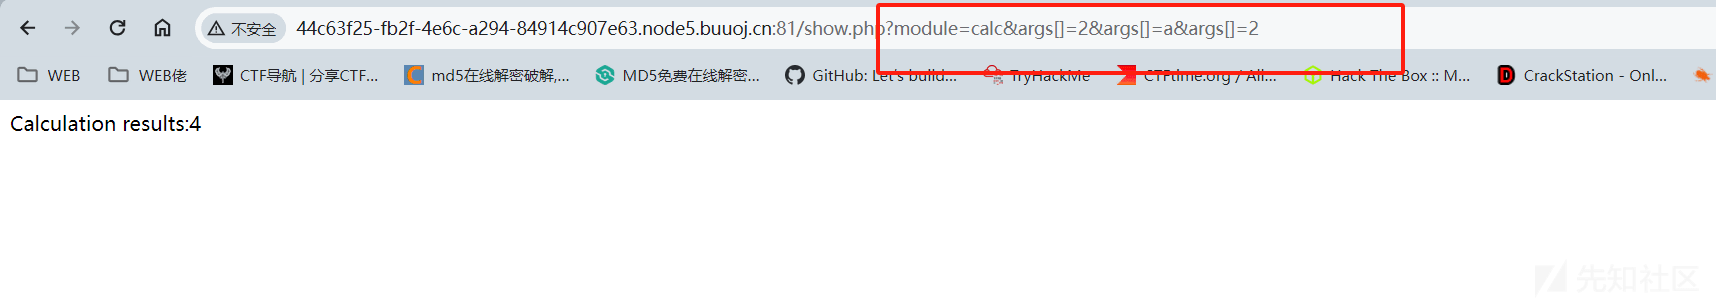 不安全 44c63f25-fb2f-4e6c-a294-84914c907e63.node5.buuoj.cn:81/show.php?module=calc&args[]=2&args[]=a&args[]=2
WEB WEB佬 CTF导航 | 分享CTF... md5在线解密破解,... MD5免费在线解密... GitHub: Let's build... TryHackMe CTFtime.org / All... Hack The Box :: M... CrackStation - Onl...
Calculation results:4
先知社区